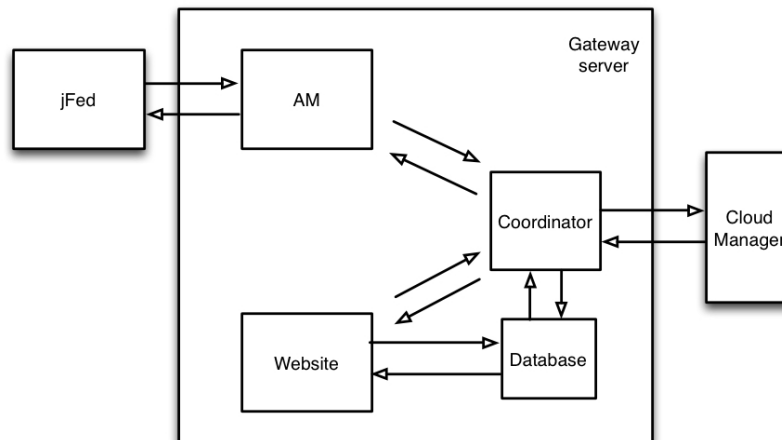 Gateway
server
jFed
AM
Coordinator
Cloud
Manager
Website
Database